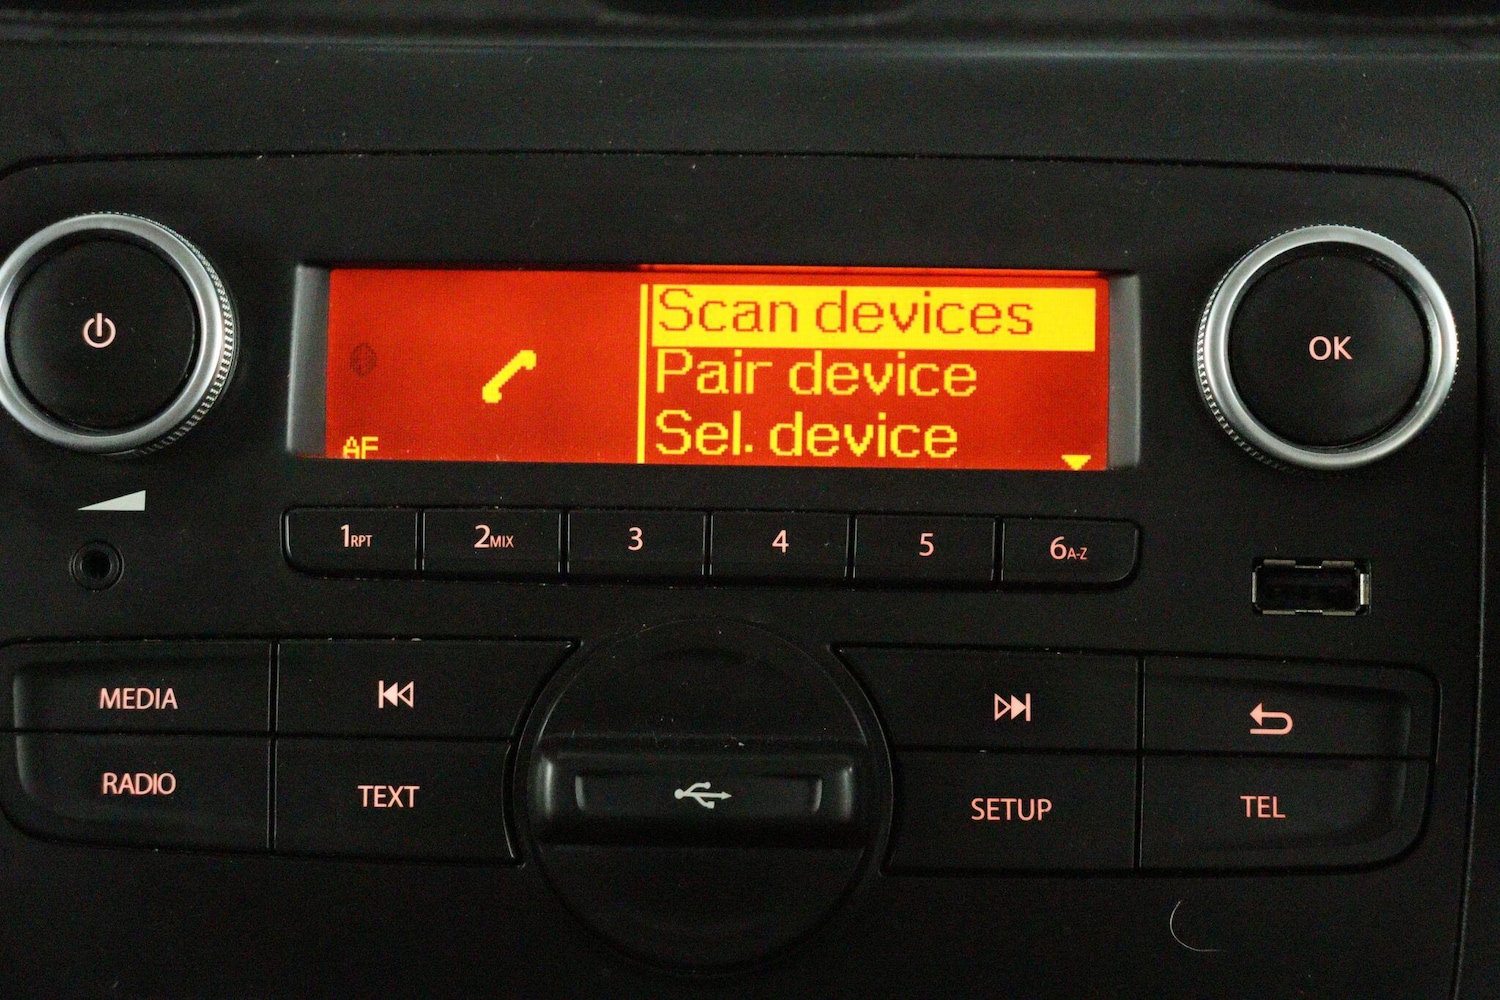 Scan devices
Pair device
Sel. device
AF
OK
1RPT
2MIX
3
4
5
6A-Z
MEDIA
RADIO
TEXT
SETUP
TEL